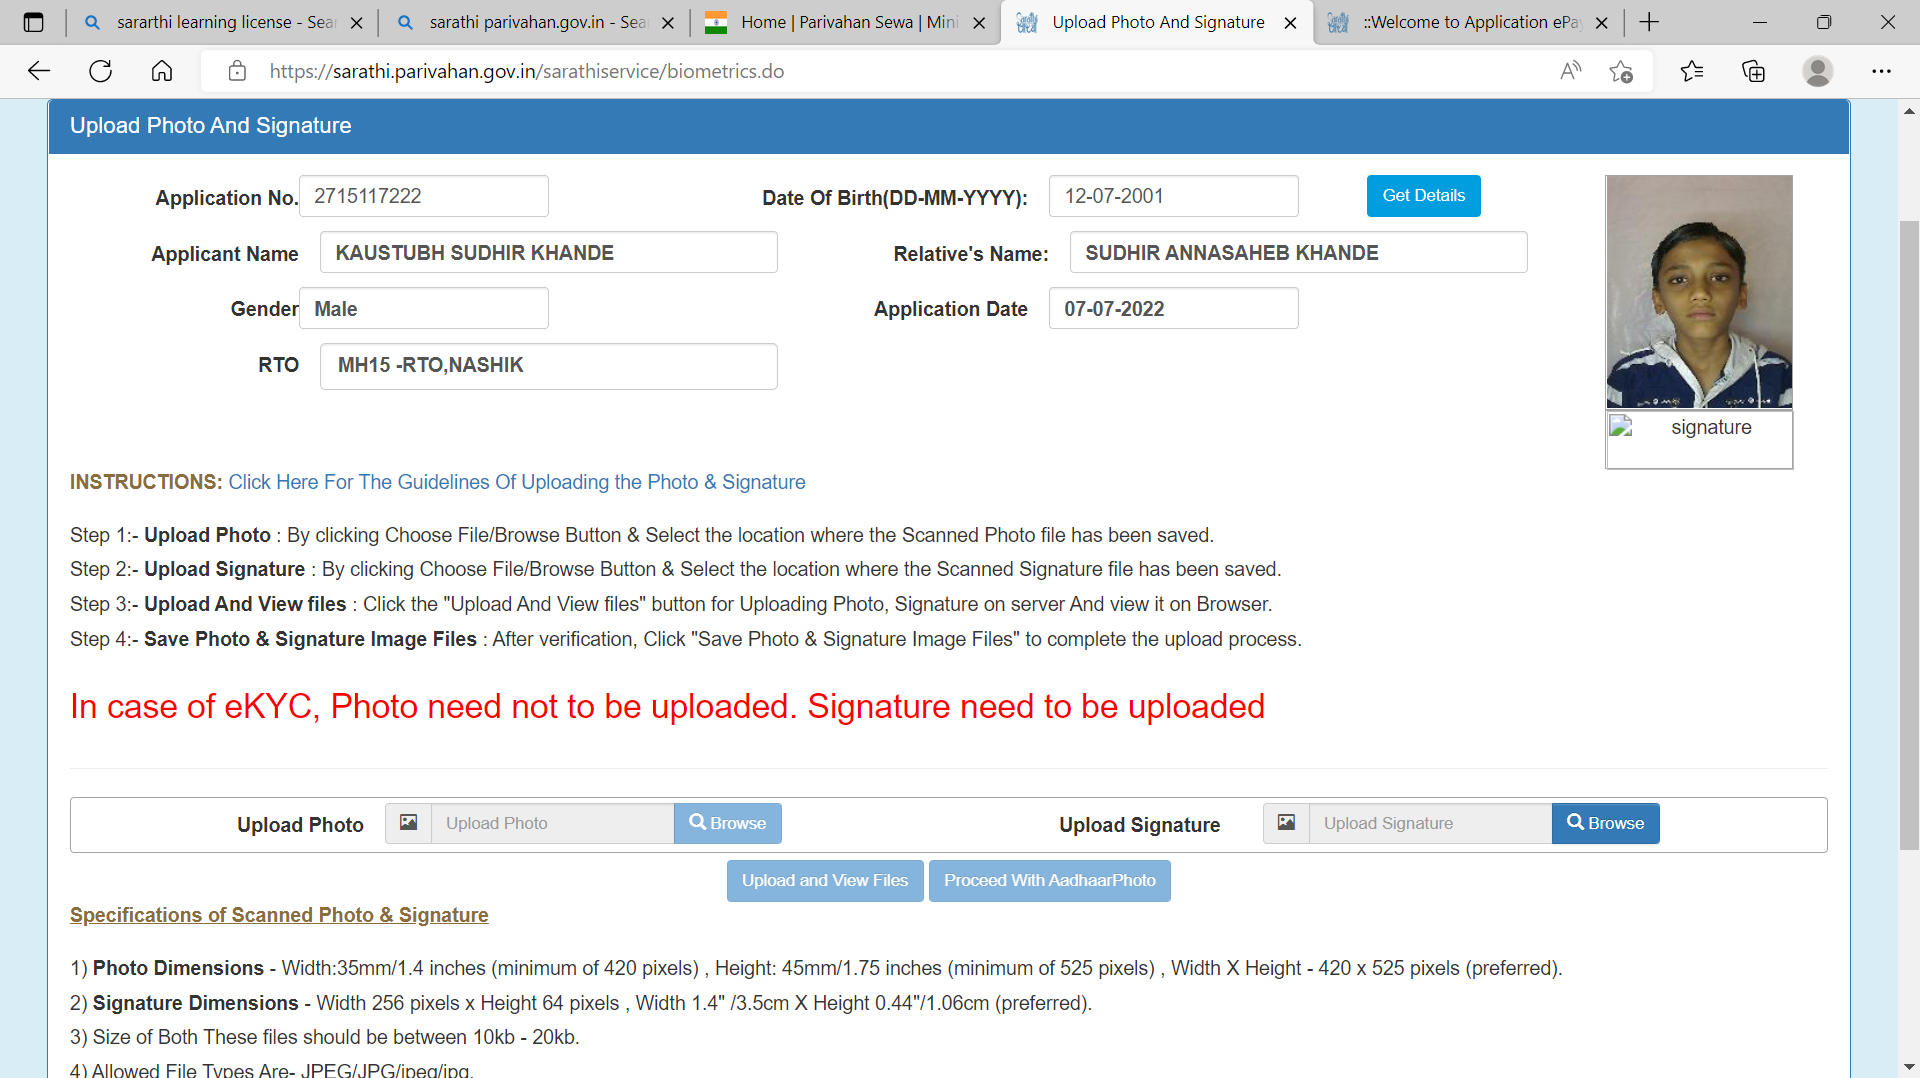 sararthi learning license - Sear
sarathi parivahan.gov.in - Sea
Home | Parivahan Sewa | Mini
Upload Photo And Signature
::Welcome to Application ePay
https://sarathi.parivahan.gov.in/sarathiservice/biometrics.do
Upload Photo And Signature
Application No. 2715117222 Date Of Birth(DD-MM-YYYY): 12-07-2001 Get Details
Applicant Name KAUSTUBH SUDHIR KHANDE Relative's Name: SUDHIR ANNASAHEB KHANDE
Gender Male Application Date 07-07-2022
RTO MH15 -RTO,NASHIK
signature
INSTRUCTIONS: Click Here For The Guidelines Of Uploading the Photo & Signature
Step 1:- Upload Photo : By clicking Choose File/Browse Button & Select the location where the Scanned Photo file has been saved.
Step 2:- Upload Signature : By clicking Choose File/Browse Button & Select the location where the Scanned Signature file has been saved.
Step 3:- Upload And View files : Click the "Upload And View files" button for Uploading Photo, Signature on server And view it on Browser.
Step 4:- Save Photo & Signature Image Files : After verification, Click "Save Photo & Signature Image Files" to complete the upload process.
In case of eKYC, Photo need not to be uploaded. Signature need to be uploaded
Upload Photo Upload Photo Browse Upload Signature Upload Signature Browse
Upload and View Files Proceed With AadhaarPhoto
Specifications of Scanned Photo & Signature
1) Photo Dimensions - Width:35mm/1.4 inches (minimum of 420 pixels) , Height: 45mm/1.75 inches (minimum of 525 pixels) , Width X Height - 420 x 525 pixels (preferred).
2) Signature Dimensions - Width 256 pixels x Height 64 pixels , Width 1.4" /3.5cm X Height 0.44"/1.06cm (preferred).
3) Size of Both These files should be between 10kb - 20kb.
4) Allowed File Types Are- JPEG/JPG/jpeg/jpg.